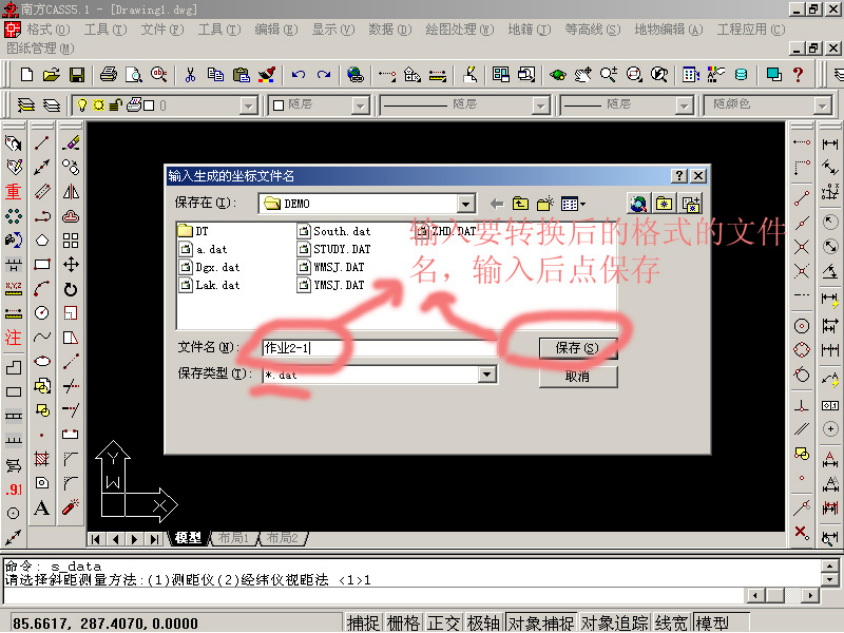 南方CASS5.1 - [Drawing1.dwg]
格式(O) 工具(T) 文件(F) 工具(T) 编辑(E) 显示(V) 数据(D) 绘图处理(W) 地籍(J) 等高线(S) 地物编辑(A) 工程应用(C)
图纸管理(M)
0 随层 随层 随层 随颜色
输入生成的坐标文件名
保存在(I): DEMO
DT South.dat ZHD.DAT
a.dat STUDY.DAT
Dgx.dat WMSJ.DAT
Lak.dat YMSJ.DAT
输入要转换后的格式的文件
名，输入后点保存
文件名(N): 作业2-1 保存(S)
保存类型(T): *.dat 取消
重
注
.91
A
Y
W
X
模型 布局1 布局2
命令: s_data
请选择斜距测量方法:(1)测距仪(2)经纬仪视距法 <1>1
85.6617, 287.4070, 0.0000 捕捉 栅格 正交 极轴 对象捕捉 对象追踪 线宽 模型